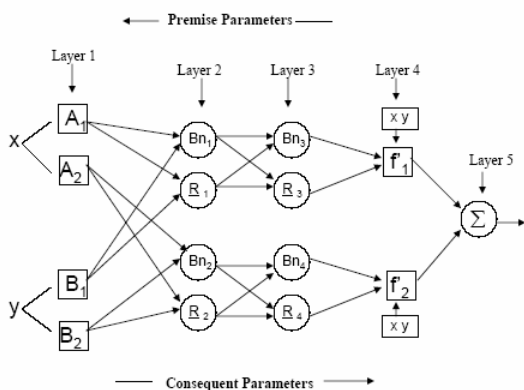 Premise Parameters
Layer 1
Layer 2
Layer 3
Layer 4
Layer 5
x
A1
A2
y
B1
B2
Bn1
R1
Bn2
R2
Bn3
R3
Bn4
R4
x y
f'1
f'2
x y
Σ
Consequent Parameters